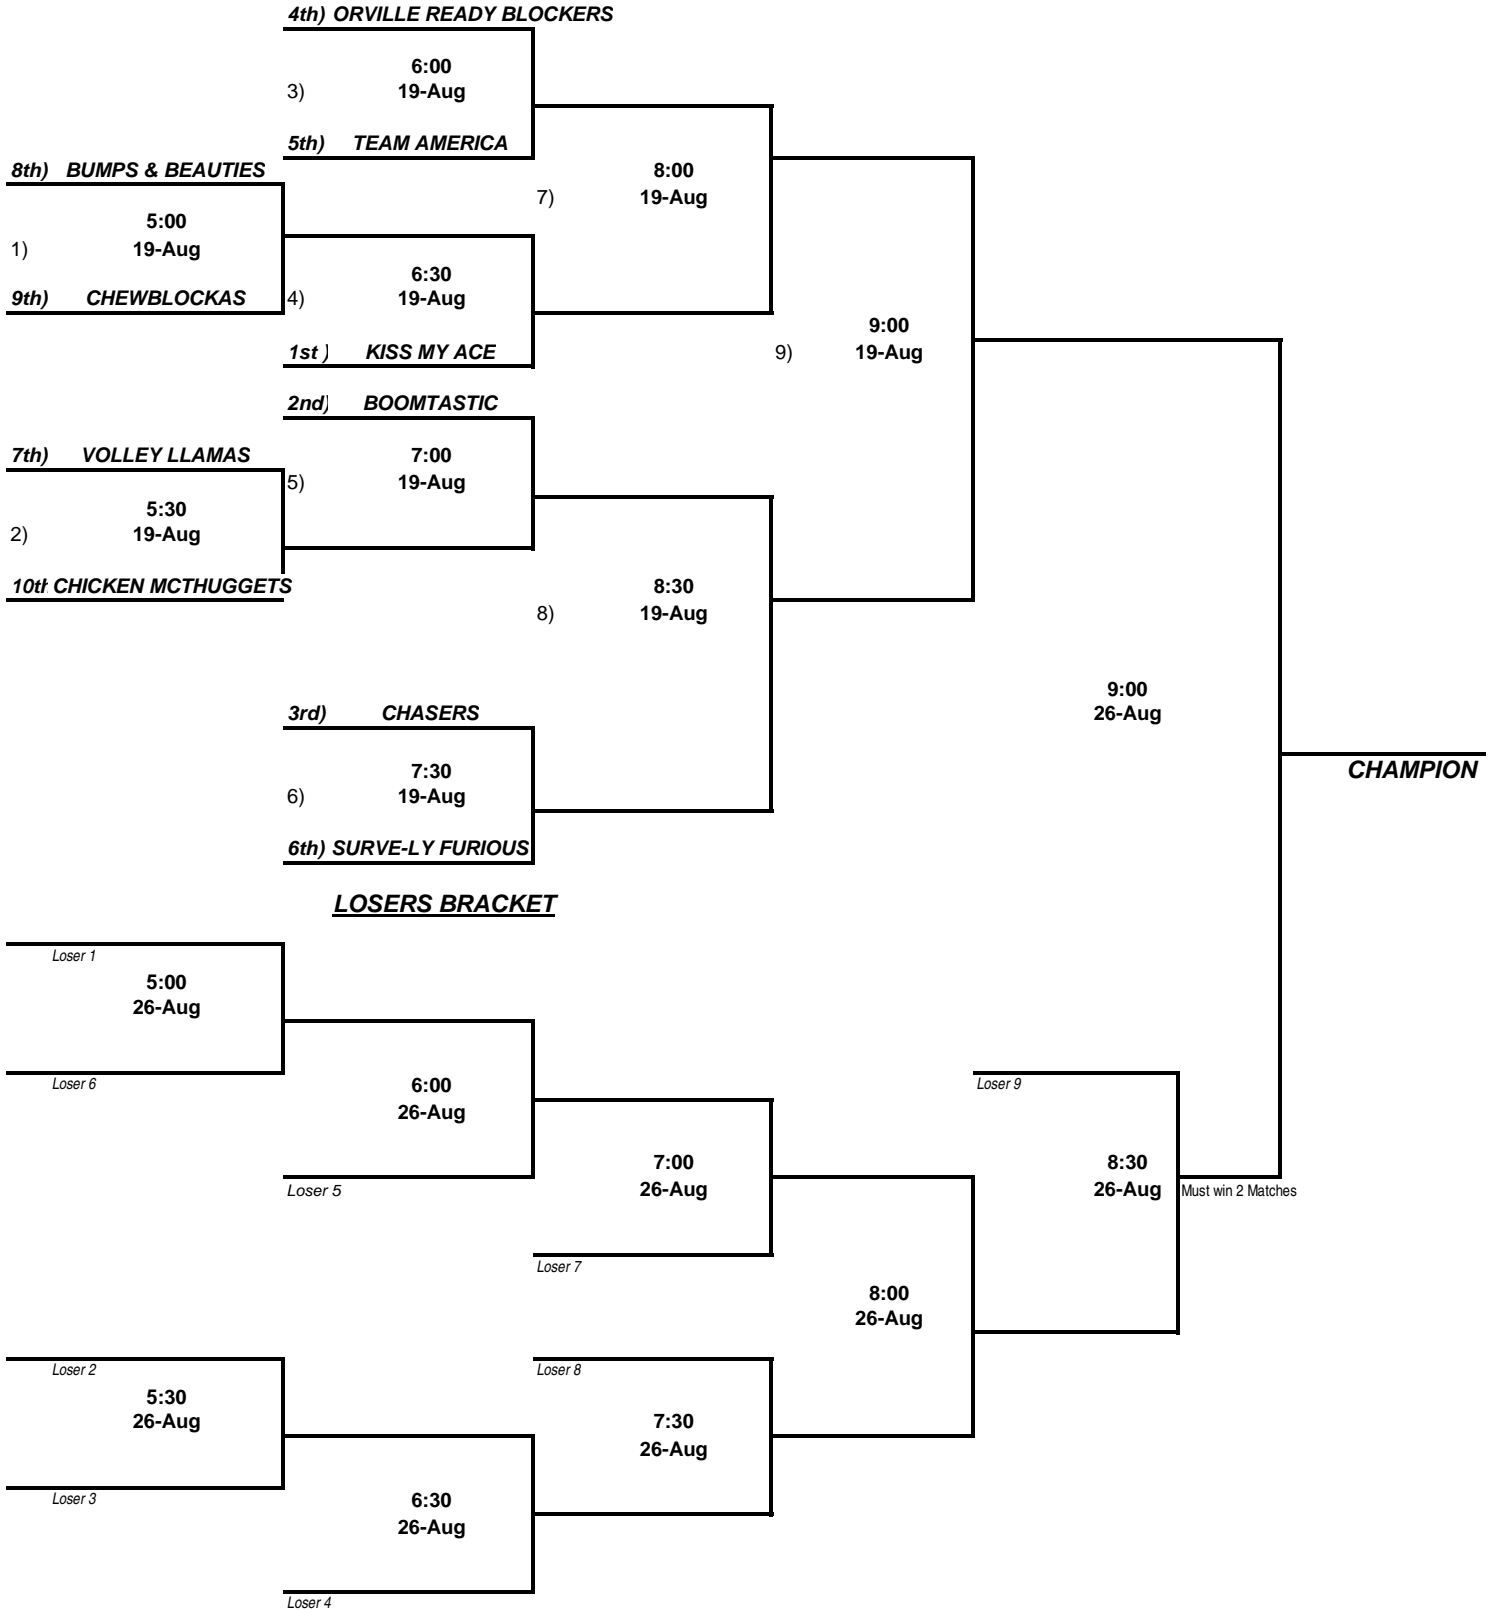 4th) ORVILLE READY BLOCKERS
6:00
3) 19-Aug
5th) TEAM AMERICA
8th) BUMPS & BEAUTIES
8:00
7) 19-Aug
5:00
1) 19-Aug
6:30
9th) CHEWBLOCKAS
4) 19-Aug
9:00
1st ) KISS MY ACE
9) 19-Aug
2nd) BOOMTASTIC
7th) VOLLEY LLAMAS
7:00
5) 19-Aug
5:30
2) 19-Aug
10th CHICKEN MCTHUGGETS
8:30
8) 19-Aug
9:00
26-Aug
3rd) CHASERS
CHAMPION
7:30
6) 19-Aug
6th) SURVE-LY FURIOUS
LOSERS BRACKET
Loser 1
5:00
26-Aug
Loser 6
6:00
26-Aug
Loser 9
7:00
26-Aug
8:30
26-Aug
Must win 2 Matches
Loser 5
Loser 7
8:00
26-Aug
Loser 2
Loser 8
5:30
26-Aug
7:30
26-Aug
Loser 3
6:30
26-Aug
Loser 4